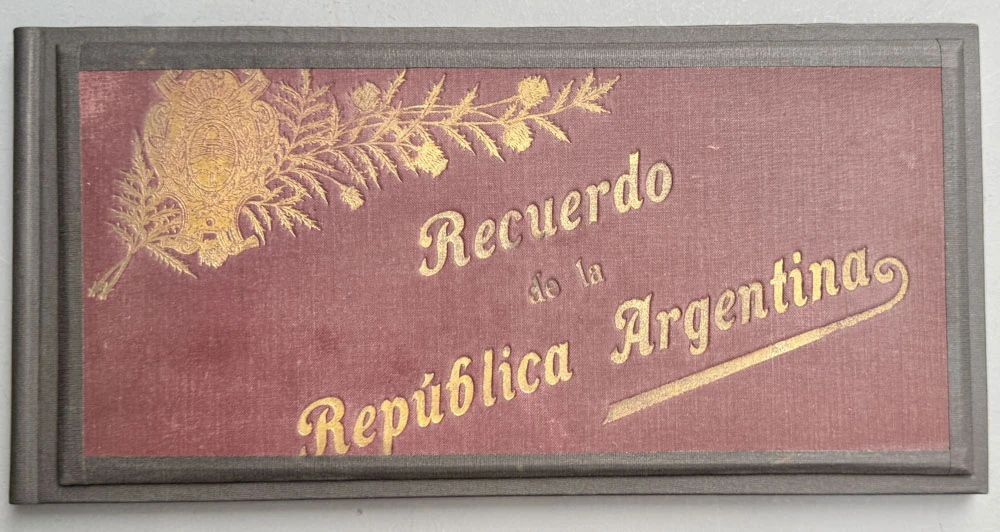 Recuerdo
de la
República Argentina